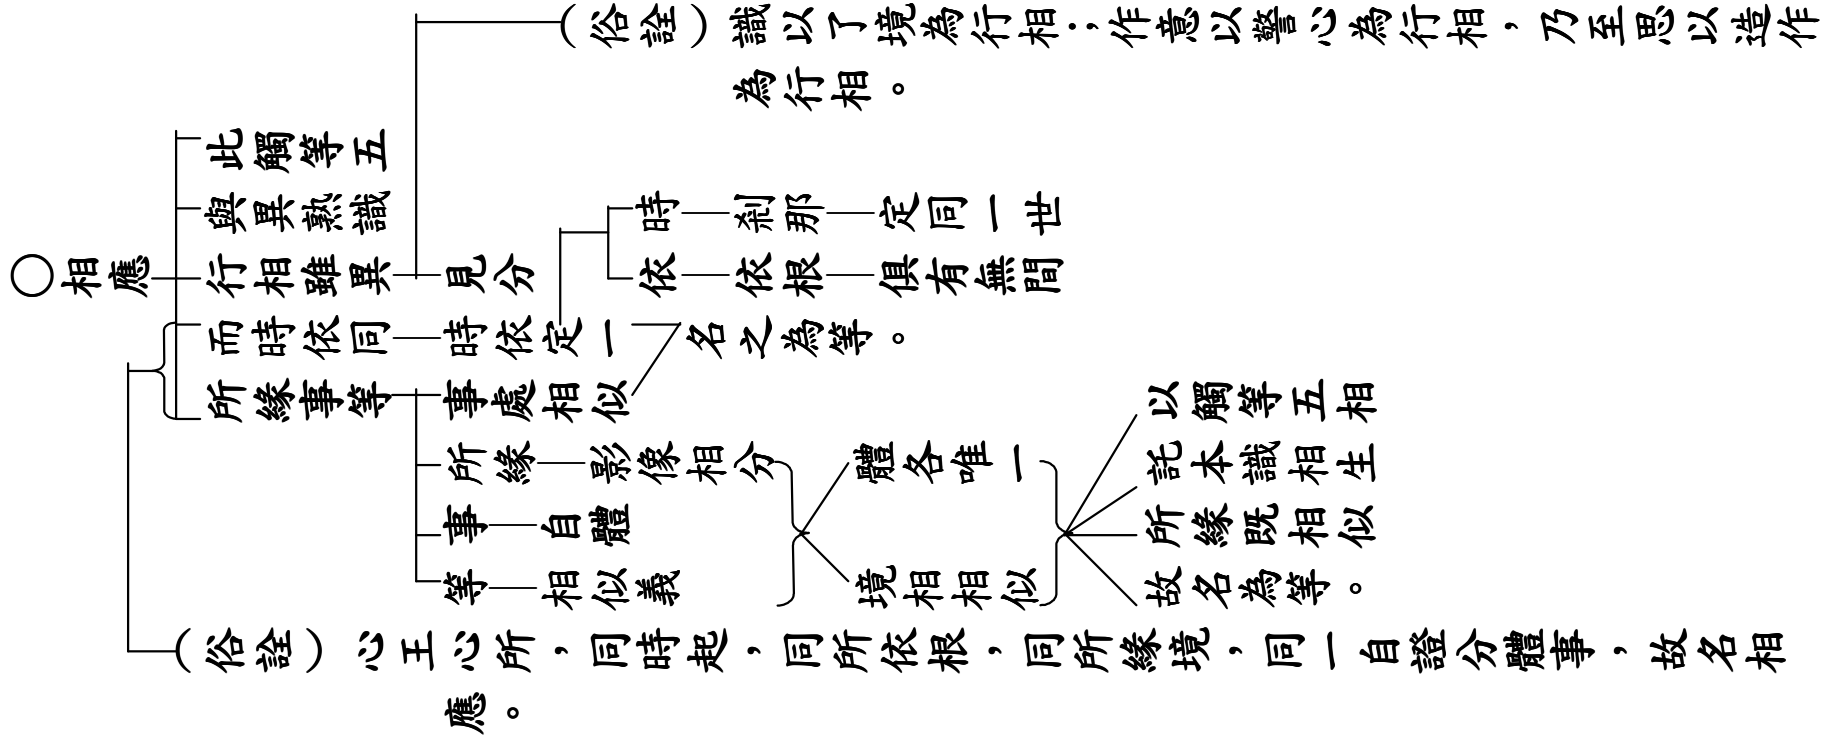 （俗詮）識以了境為行相；作意以警心為行相，乃至思以造作
為行相。
此觸等五
與異熟識 時 剎那 定同一世
○相應 行相雖異 見分 依 依根 俱有無間
而時依同 時依定一 名之為等。
所緣事等 事處相似 以觸等五相
所緣 影像相分 體各唯一 託本識相生
事 自體 所緣既相似
等 相似義 境相相似 故名為等。
（俗詮）心王心所，同時起，同所依根，同所緣境，同一自證分體事，故名相
應。